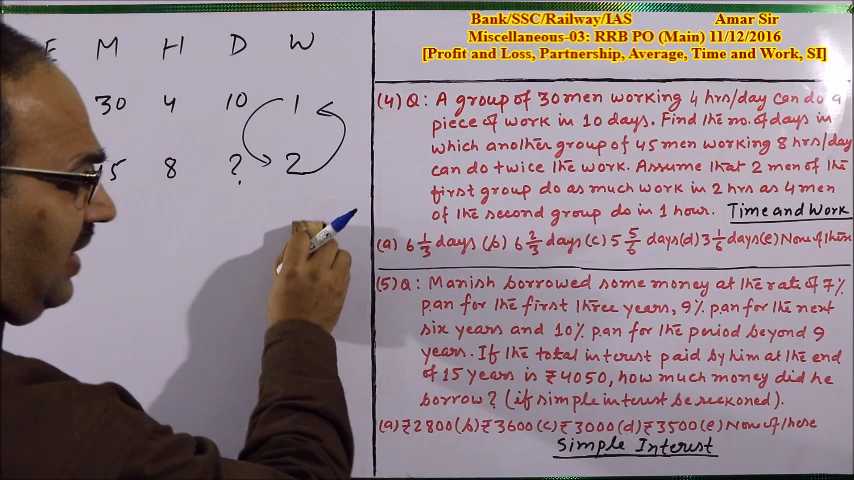 Bank/SSC/Railway/IAS Amar Sir
Miscellaneous-03: RRB PO (Main) 11/12/2016
[Profit and Loss, Partnership, Average, Time and Work, SI]
E M H D W
30 4 10 1
45 8 ? 2
(4) Q: A group of 30 men working 4 hrs/day can do a
piece of work in 10 days. Find the no. of days in
which another group of 45 men working 8 hrs/day
can do twice the work. Assume that 2 men of the
first group do as much work in 2 hrs as 4 men
of the second group do in 1 hour. Time and Work
(a) 6 1/3 days (b) 6 2/3 days (c) 5 5/6 days (d) 3 1/6 days (e) None of these
(5) Q: Manish borrowed some money at the rate of 7%
p.an for the first three years, 9% p.an for the next
six years and 10% p.an for the period beyond 9
years. If the total interest paid by him at the end
of 15 years is ₹4050, how much money did he
borrow? (if simple interest be reckoned).
(a) ₹2800 (b) ₹3600 (c) ₹3000 (d) ₹3500 (e) None of these
Simple Interest